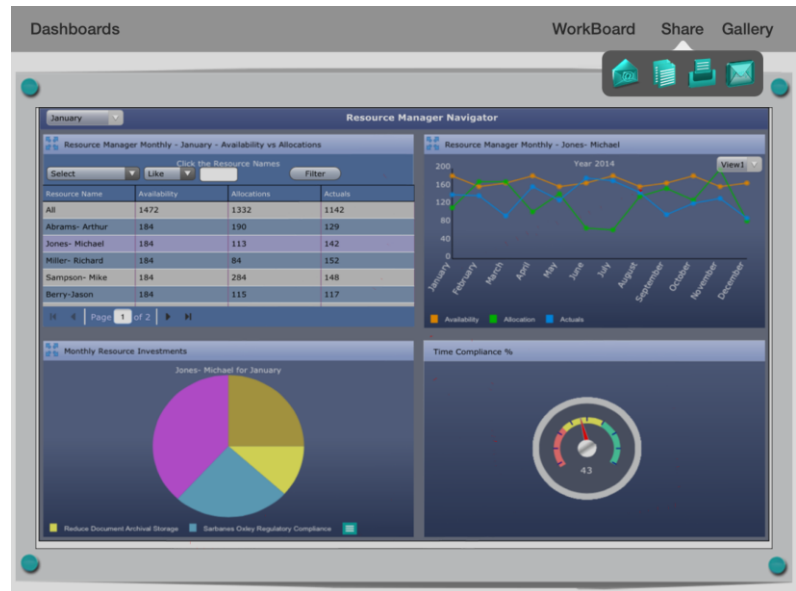 Dashboards WorkBoard Share Gallery
January Resource Manager Navigator
Resource Manager Monthly - January - Availability vs Allocations
Click the Resource Names
Select Like Filter
Resource Name Availability Allocations Actuals
All 1472 1332 1142
Abrams- Arthur 184 190 129
Jones- Michael 184 113 142
Miller- Richard 184 84 152
Sampson- Mike 184 284 148
Berry-Jason 184 115 117
Page 1 of 2
Resource Manager Monthly - Jones- Michael
Year 2014
View1
200
160
120
80
40
0
January February March April May June July August September October November December
Availability Allocation Actuals
Monthly Resource Investments
Jones- Michael for January
Reduce Document Archival Storage Sarbanes Oxley Regulatory Compliance
Time Compliance %
43